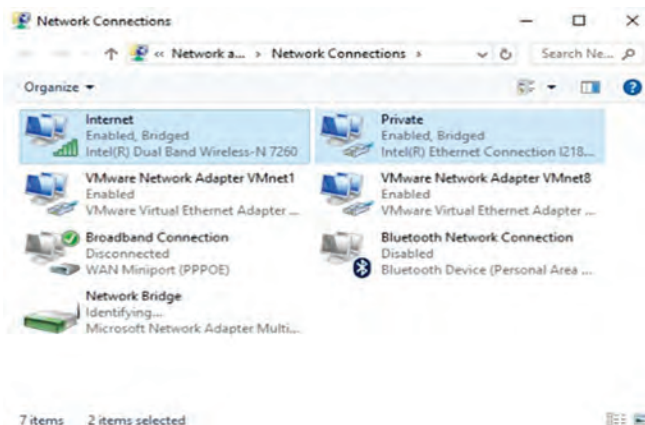 Network Connections
« Network a... › Network Connections ›
Search Ne...
Organize
Internet
Enabled, Bridged
Intel(R) Dual Band Wireless-N 7260
Private
Enabled, Bridged
Intel(R) Ethernet Connection I218...
VMware Network Adapter VMnet1
Enabled
VMware Virtual Ethernet Adapter ...
VMware Network Adapter VMnet8
Enabled
VMware Virtual Ethernet Adapter ...
Broadband Connection
Disconnected
WAN Miniport (PPPOE)
Bluetooth Network Connection
Disabled
Bluetooth Device (Personal Area ...
Network Bridge
Identifying...
Microsoft Network Adapter Multi...
7 items 2 items selected